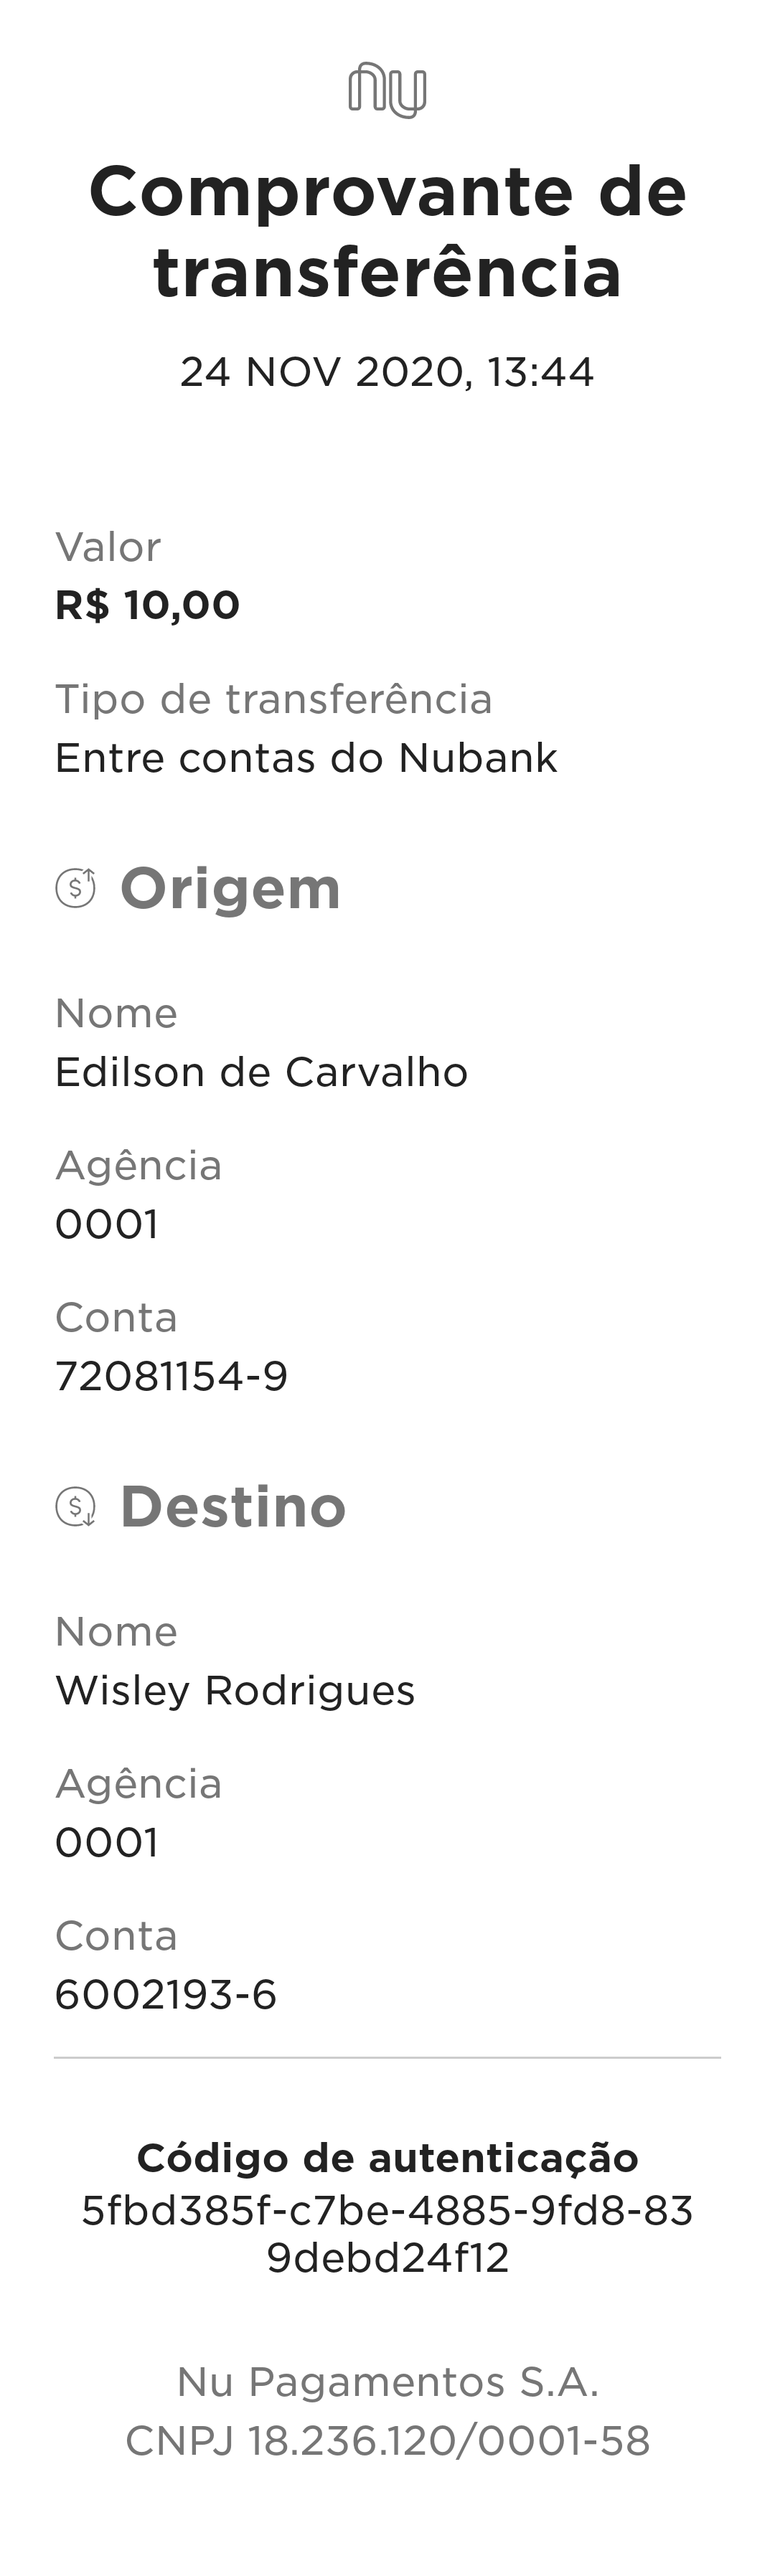 nu
Comprovante de
transferência
24 NOV 2020, 13:44
Valor
R$ 10,00
Tipo de transferência
Entre contas do Nubank
Origem
Nome
Edilson de Carvalho
Agência
0001
Conta
72081154-9
Destino
Nome
Wisley Rodrigues
Agência
0001
Conta
6002193-6
Código de autenticação
5fbd385f-c7be-4885-9fd8-83
9debd24f12
Nu Pagamentos S.A.
CNPJ 18.236.120/0001-58